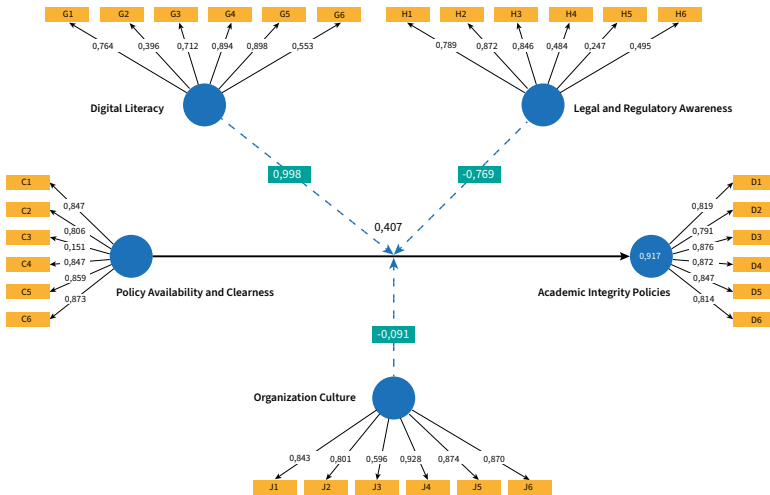 G1 G2 G3 G4 G5 G6
H1 H2 H3 H4 H5 H6
0,764 0,396 0,712 0,894 0,898 0,553
0,789 0,872 0,846 0,484 0,247 0,495
Digital Literacy
Legal and Regulatory Awareness
0,998
-0,769
C1
C2
C3
C4
C5
C6
0,847
0,806
0,151
0,847
0,859
0,873
0,407
D1
D2
D3
D4
D5
D6
0,819
0,791
0,876
0,872
0,847
0,814
0,917
Policy Availability and Clearness
Academic Integrity Policies
-0,091
Organization Culture
0,843 0,801 0,596 0,928 0,874 0,870
J1 J2 J3 J4 J5 J6